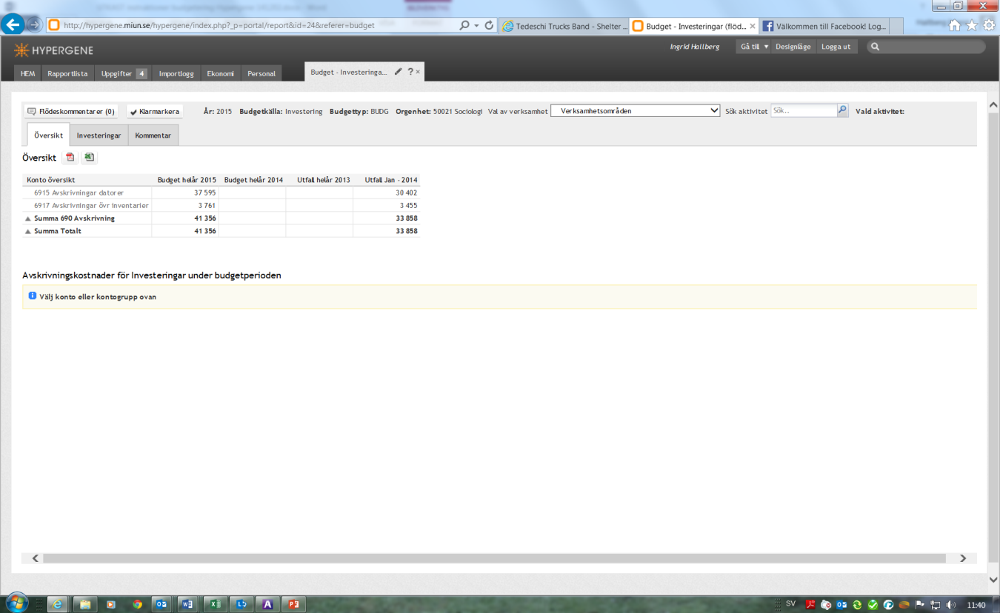 http://hypergene.miun.se/hypergene/index.php?_p=portal/report&id=24&referer=budget
Tedeschi Trucks Band - Shelter ...
Budget - Investeringar (flöd... ×
Välkommen till Facebook! Log...
HYPERGENE
Ingrid Hallberg
Gå till ▼ Designläge Logga ut
HEM Rapportlista Uppgifter 4 Importlogg Ekonomi Personal
Budget - Investeringa... ? ×
Flödeskommentarer (0) Klarmarkera År: 2015 Budgetkälla: Investering Budgettyp: BUDG Orgenhet: 50021 Sociologi Val av verksamhet Verksamhetsområden Sök aktivitet Sök.. Vald aktivitet:
Översikt Investeringar Kommentar
Översikt
Konto översikt Budget helår 2015 Budget helår 2014 Utfall helår 2013 Utfall Jan - 2014
6915 Avskrivningar datorer 37 595 30 402
6917 Avskrivningar övr inventarier 3 761 3 455
▲ Summa 690 Avskrivning 41 356 33 858
▲ Summa Totalt 41 356 33 858
Avskrivningskostnader för Investeringar under budgetperioden
Välj konto eller kontogrupp ovan
SV 11:40